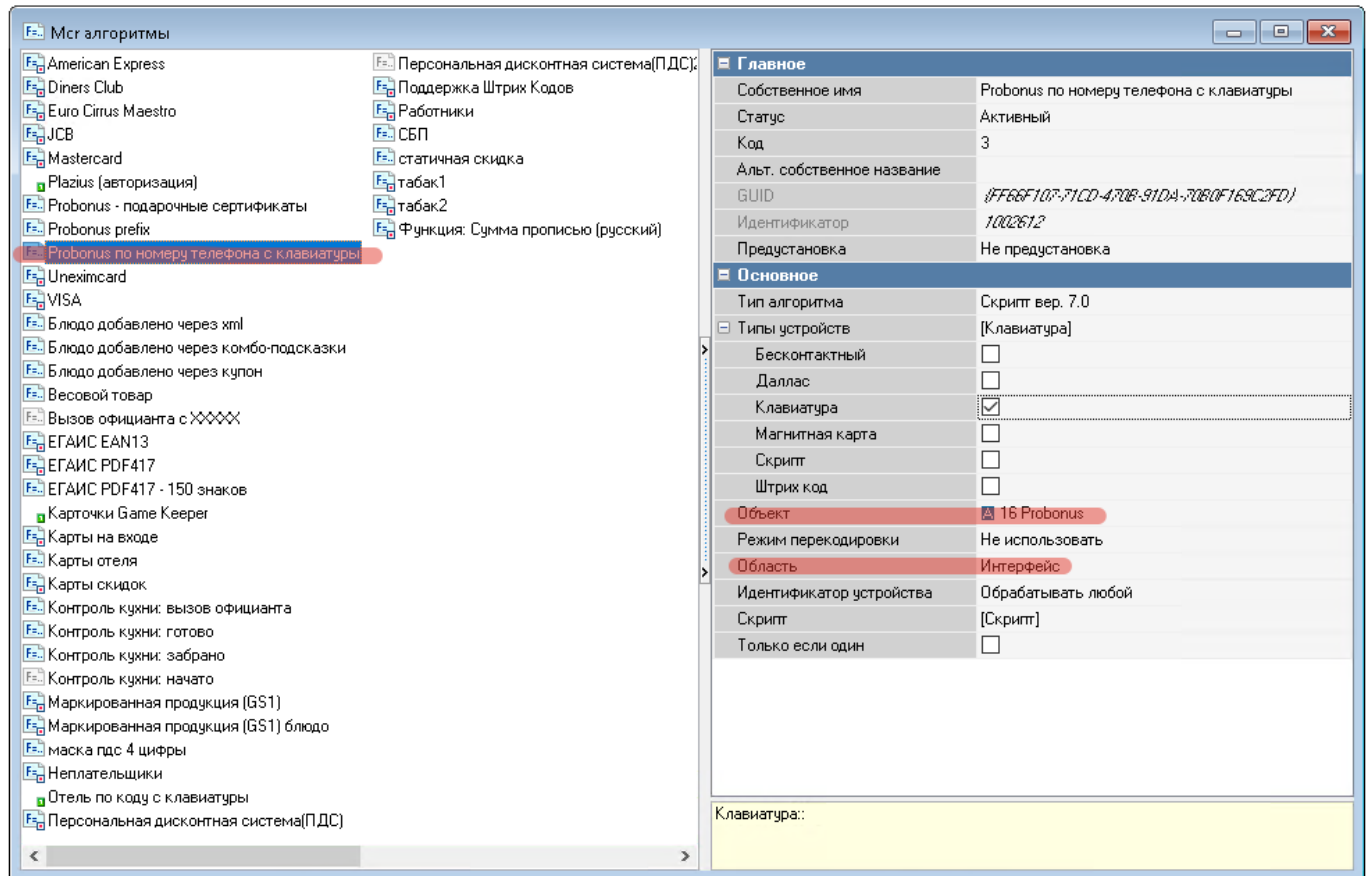 Mcr алгоритмы
American Express
Diners Club
Euro Cirrus Maestro
JCB
Mastercard
Plazius (авторизация)
Probonus - подарочные сертификаты
Probonus prefix
Probonus по номеру телефона с клавиатуры
Uneximcard
VISA
Блюдо добавлено через xml
Блюдо добавлено через комбо-подсказки
Блюдо добавлено через купон
Весовой товар
Вызов официанта с XXXXX
ЕГАИС EAN13
ЕГАИС PDF417
ЕГАИС PDF417 - 150 знаков
Карточки Game Keeper
Карты на входе
Карты отеля
Карты скидок
Контроль кухни: вызов официанта
Контроль кухни: готово
Контроль кухни: забрано
Контроль кухни: начато
Маркированная продукция (GS1)
Маркированная продукция (GS1) блюдо
маска пдс 4 цифры
Неплательщики
Отель по коду с клавиатуры
Персональная дисконтная система(ПДС)
Персональная дисконтная система(ПДС)2
Поддержка Штрих Кодов
Работники
СБП
статичная скидка
табак1
табак2
Функция: Сумма прописью (русский)
Главное
Собственное имя Probonus по номеру телефона с клавиатуры
Статус Активный
Код 3
Альт. собственное название
GUID {FF66F107-71CD-470B-91DA-70B0F169C2FD}
Идентификатор 1002612
Предустановка Не предустановка
Основное
Тип алгоритма Скрипт вер. 7.0
Типы устройств [Клавиатура]
Бесконтактный
Даллас
Клавиатура
Магнитная карта
Скрипт
Штрих код
Объект 16 Probonus
Режим перекодировки Не использовать
Область Интерфейс
Идентификатор устройства Обрабатывать любой
Скрипт [Скрипт]
Только если один
Клавиатура::